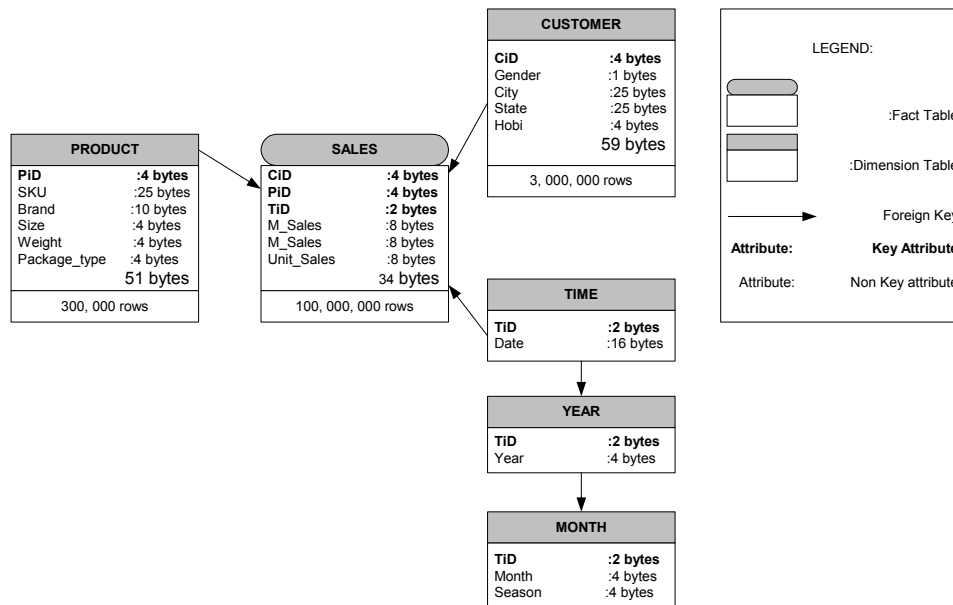 CUSTOMER
CiD :4 bytes
Gender :1 bytes
City :25 bytes
State :25 bytes
Hobi :4 bytes
59 bytes
3, 000, 000 rows
PRODUCT
PiD :4 bytes
SKU :25 bytes
Brand :10 bytes
Size :4 bytes
Weight :4 bytes
Package_type :4 bytes
51 bytes
300, 000 rows
SALES
CiD :4 bytes
PiD :4 bytes
TiD :2 bytes
M_Sales :8 bytes
M_Sales :8 bytes
Unit_Sales :8 bytes
34 bytes
100, 000, 000 rows
TIME
TiD :2 bytes
Date :16 bytes
YEAR
TiD :2 bytes
Year :4 bytes
MONTH
TiD :2 bytes
Month :4 bytes
Season :4 bytes
LEGEND:
:Fact Table
:Dimension Table
Foreign Key
Attribute: Key Attribute
Attribute: Non Key attribute